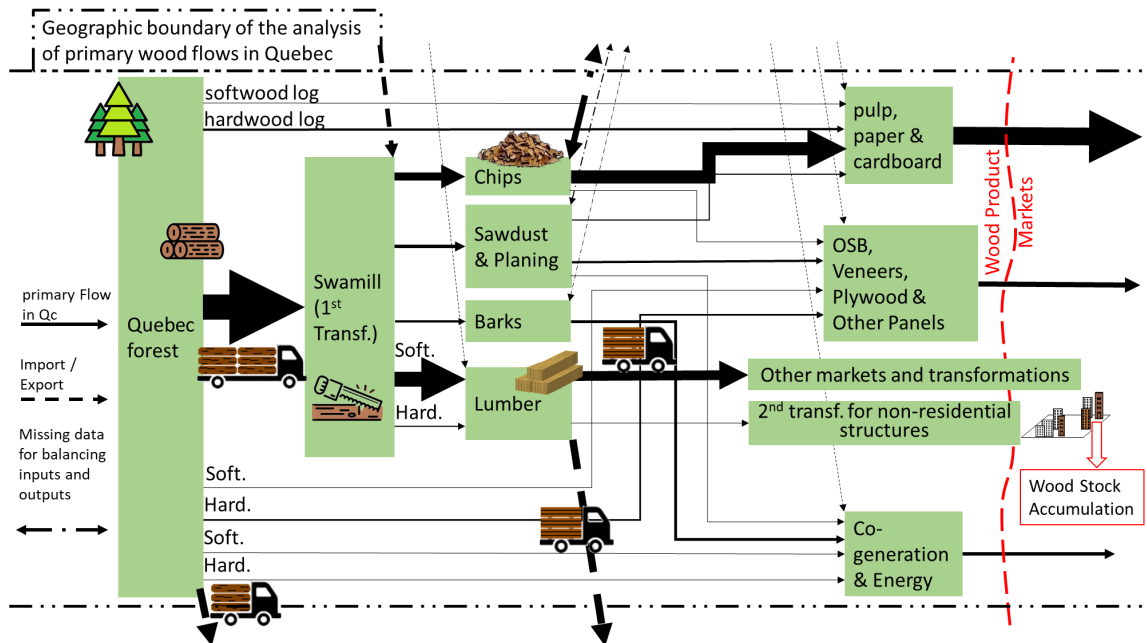 Geographic boundary of the analysis
of primary wood flows in Quebec
softwood log
hardwood log
pulp,
paper &
cardboard
Chips
Wood Product
Markets
Sawdust
& Planing
OSB,
Veneers,
Plywood &
Other Panels
Swamill
(1st
Transf.)
primary Flow
in Qc
Quebec
forest
Barks
Soft.
Import /
Export
Lumber
Other markets and transformations
Hard.
2nd transf. for non-residential
structures
Missing data
for balancing
inputs and
outputs
Soft.
Wood Stock
Accumulation
Hard.
Soft.
Hard.
Co-
generation
& Energy